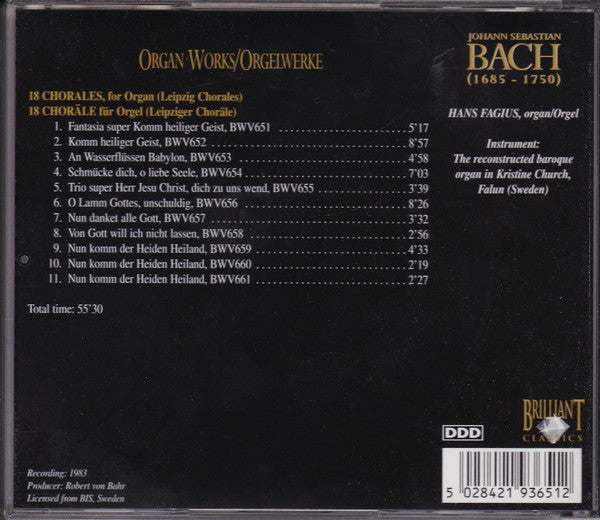 ORGAN WORKS/ORGELWERKE
JOHANN SEBASTIAN
BACH
(1685 - 1750)
18 CHORALES, for Organ (Leipzig Chorales)
18 CHORÄLE für Orgel (Leipziger Choräle)
1. Fantasia super Komm heiliger Geist, BWV651 5'17
2. Komm heiliger Geist, BWV652 8'57
3. An Wasserflüssen Babylon, BWV653 4'58
4. Schmücke dich, o liebe Seele, BWV654 7'03
5. Trio super Herr Jesu Christ, dich zu uns wend, BWV655 3'39
6. O Lamm Gottes, unschuldig, BWV656 8'26
7. Nun danket alle Gott, BWV657 3'32
8. Von Gott will ich nicht lassen, BWV658 2'56
9. Nun komm der Heiden Heiland, BWV659 4'33
10. Nun komm der Heiden Heiland, BWV660 2'19
11. Nun komm der Heiden Heiland, BWV661 2'27
Total time: 55'30
HANS FAGIUS, organ/Orgel
Instrument:
The reconstructed baroque
organ in Kristine Church,
Falun (Sweden)
Recording: 1983
Producer: Robert von Bahr
Licensed from BIS, Sweden
DDD
BRILLIANT
CLASSICS
5 028421 936512